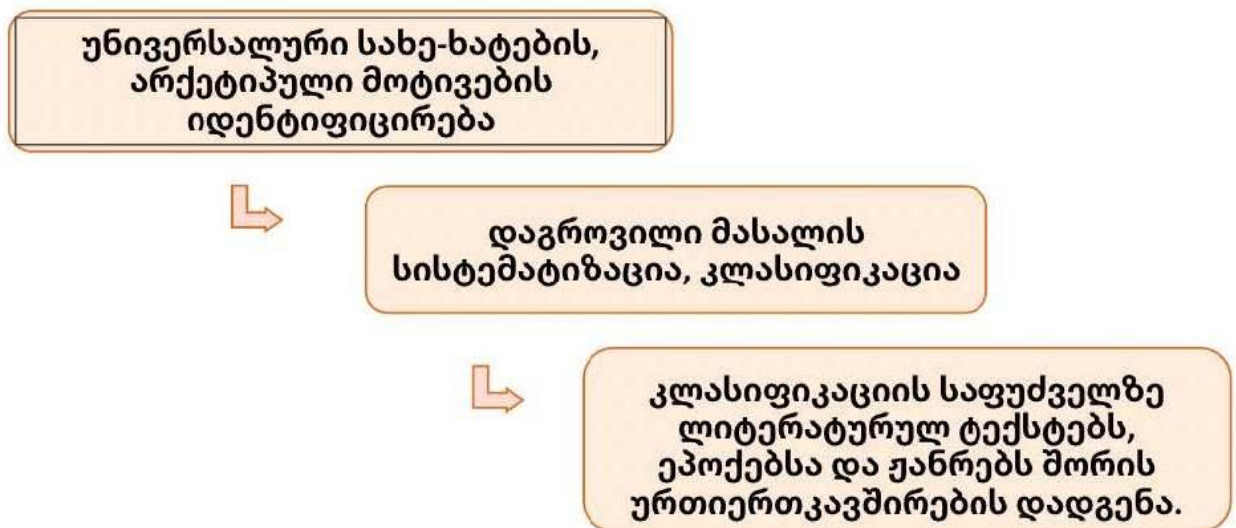 უნივერსალური სახე-ხატების,
არქეტიპული მოტივების
იდენტიფიცირება
დაგროვილი მასალის
სისტემატიზაცია, კლასიფიკაცია
კლასიფიკაციის საფუძველზე
ლიტერატურულ ტექსტებს,
ეპოქებსა და ჟანრებს შორის
ურთიერთკავშირების დადგენა.